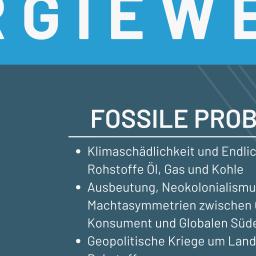 RGIEWE
FOSSILE PROB
• Klimaschädlichkeit und Endlic
Rohstoffe Öl, Gas und Kohle
• Ausbeutung, Neokolonialismu
Machtasymmetrien zwischen
Konsument und Globalen Süde
• Geopolitische Kriege um Land